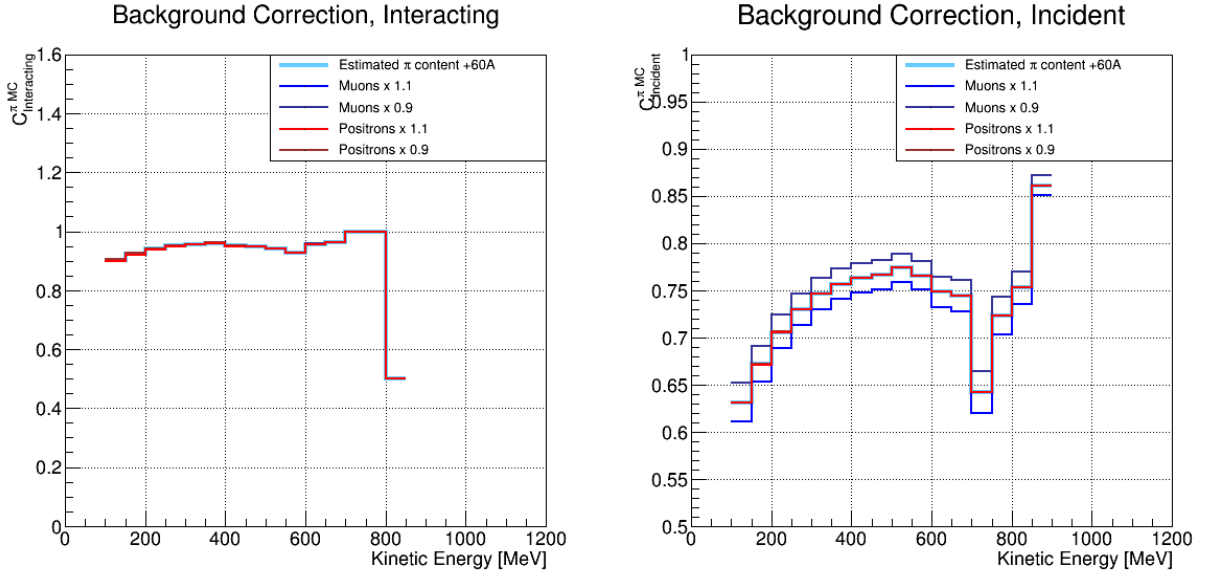 Background Correction, Interacting
C^{π MC}_{Interacting}
1.6
1.4
1.2
1
0.8
0.6
0.4
0.2
0
Estimated π content +60A
Muons x 1.1
Muons x 0.9
Positrons x 1.1
Positrons x 0.9
0 200 400 600 800 1000 1200
Kinetic Energy [MeV]
Background Correction, Incident
C^{π MC}_{Incident}
1
0.95
0.9
0.85
0.8
0.75
0.7
0.65
0.6
0.55
0.5
Estimated π content +60A
Muons x 1.1
Muons x 0.9
Positrons x 1.1
Positrons x 0.9
0 200 400 600 800 1000 1200
Kinetic Energy [MeV]